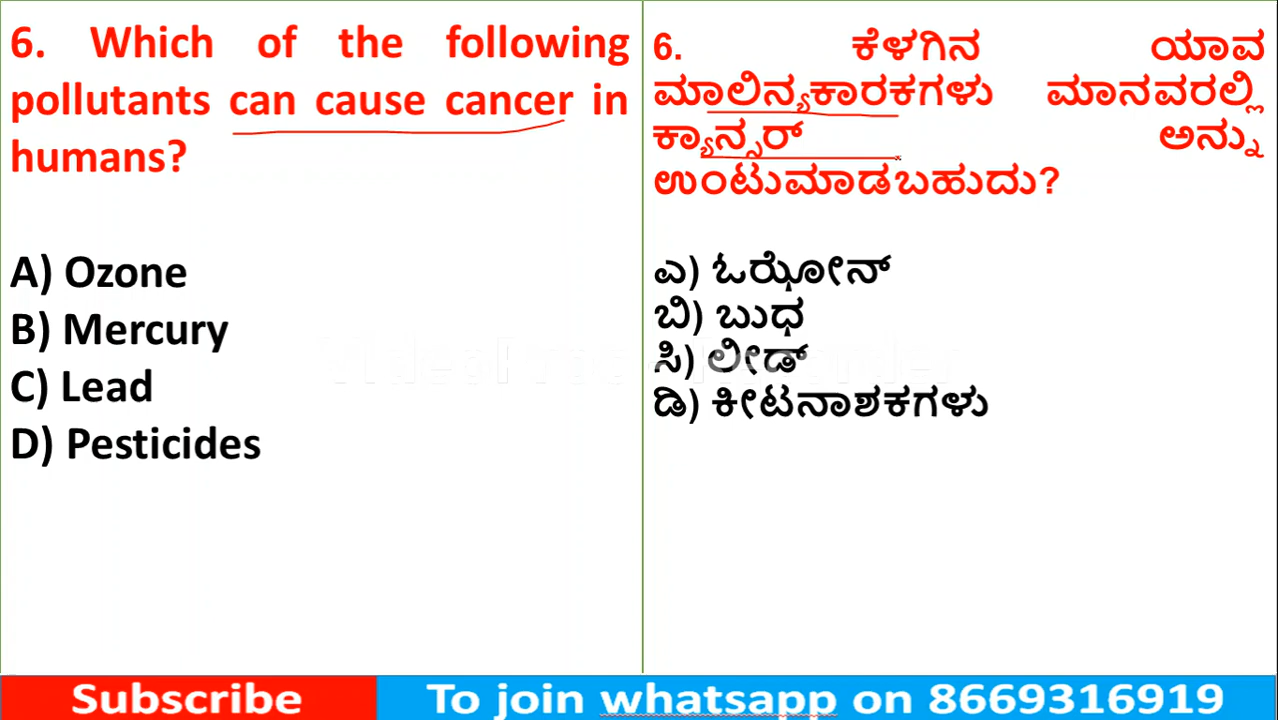 6. Which of the following
pollutants can cause cancer in
humans?
A) Ozone
B) Mercury
C) Lead
D) Pesticides
6. ಕೆಳಗಿನ ಯಾವ
ಮಾಲಿನ್ಯಕಾರಕಗಳು ಮಾನವರಲ್ಲಿ
ಕ್ಯಾನ್ಸರ್ ಅನ್ನು
ಉಂಟುಮಾಡಬಹುದು?
ಎ) ಓಝೋನ್
ಬಿ) ಬುಧ
ಸಿ) ಲೀಡ್
ಡಿ) ಕೀಟನಾಶಕಗಳು
Subscribe
To join whatsapp on 8669316919